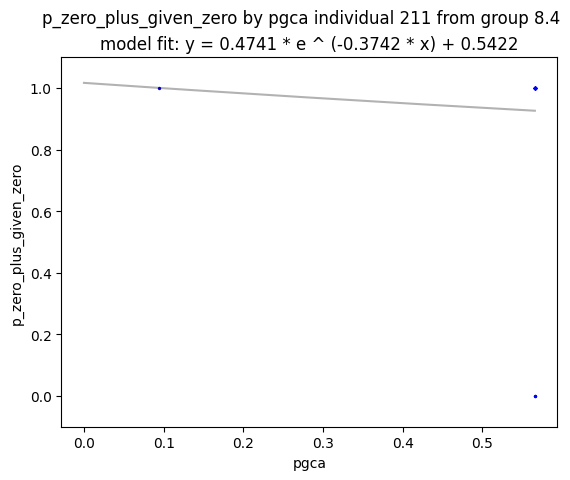 p_zero_plus_given_zero by pgca individual 211 from group 8.4
model fit: y = 0.4741 * e ^ (-0.3742 * x) + 0.5422
1.0
0.8
0.6
0.4
0.2
0.0
p_zero_plus_given_zero
0.0 0.1 0.2 0.3 0.4 0.5
pgca